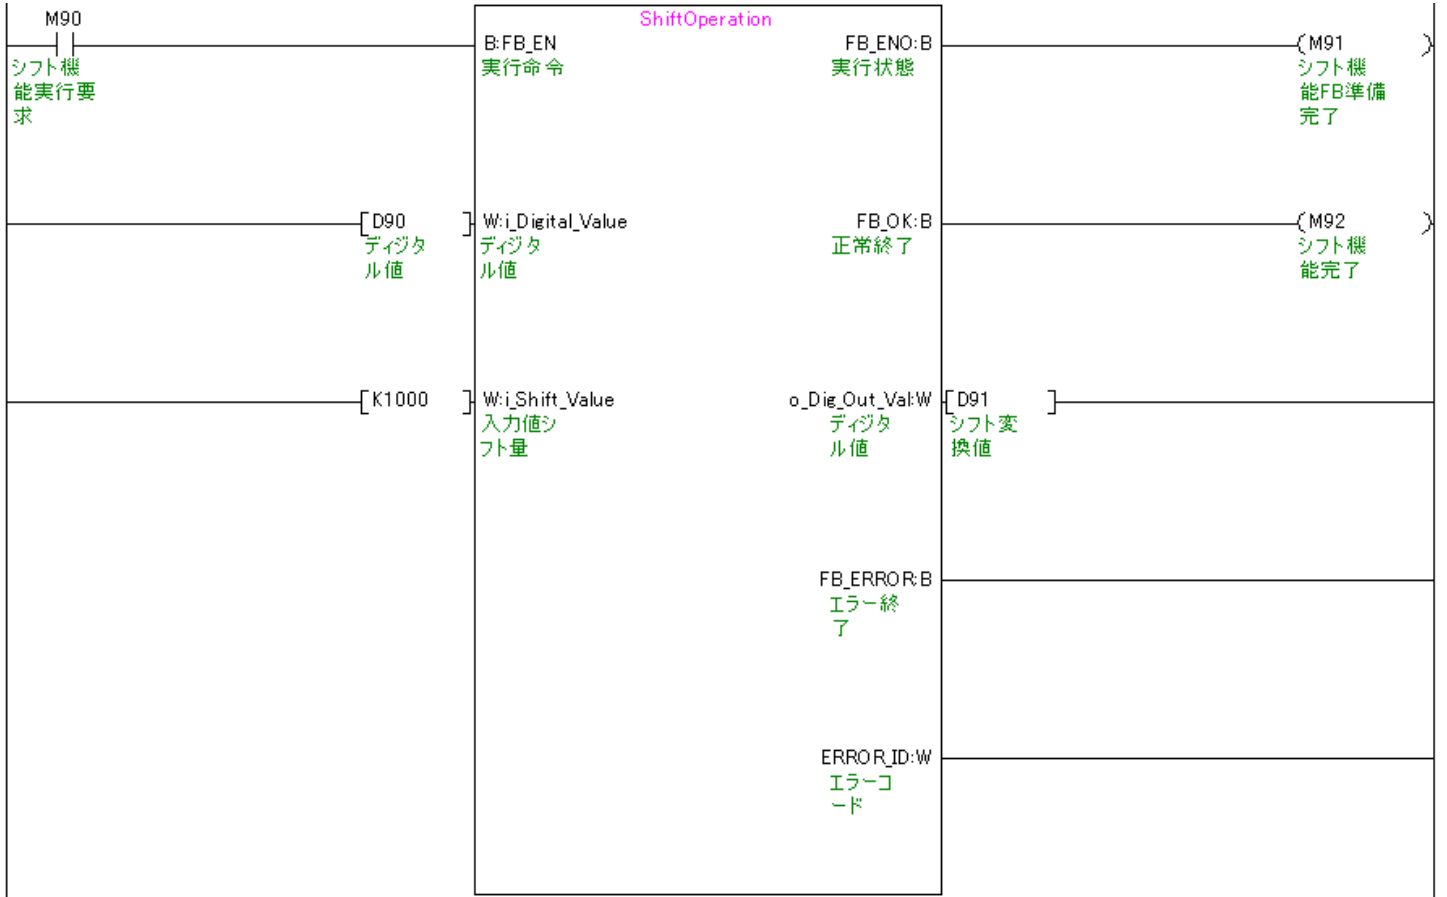 M90
シフト機
能実行要
求
ShiftOperation
B:FB_EN
実行命令
FB_ENO:B
実行状態
M91
シフト機
能FB準備
完了
D90
ディジタ
ル値
W:i_Digital_Value
ディジタ
ル値
FB_OK:B
正常終了
M92
シフト機
能完了
K1000
W:i_Shift_Value
入力値シ
フト量
o_Dig_Out_Val:W
ディジタ
ル値
D91
シフト変
換値
FB_ERROR:B
エラー終
了
ERROR_ID:W
エラーコ
ード